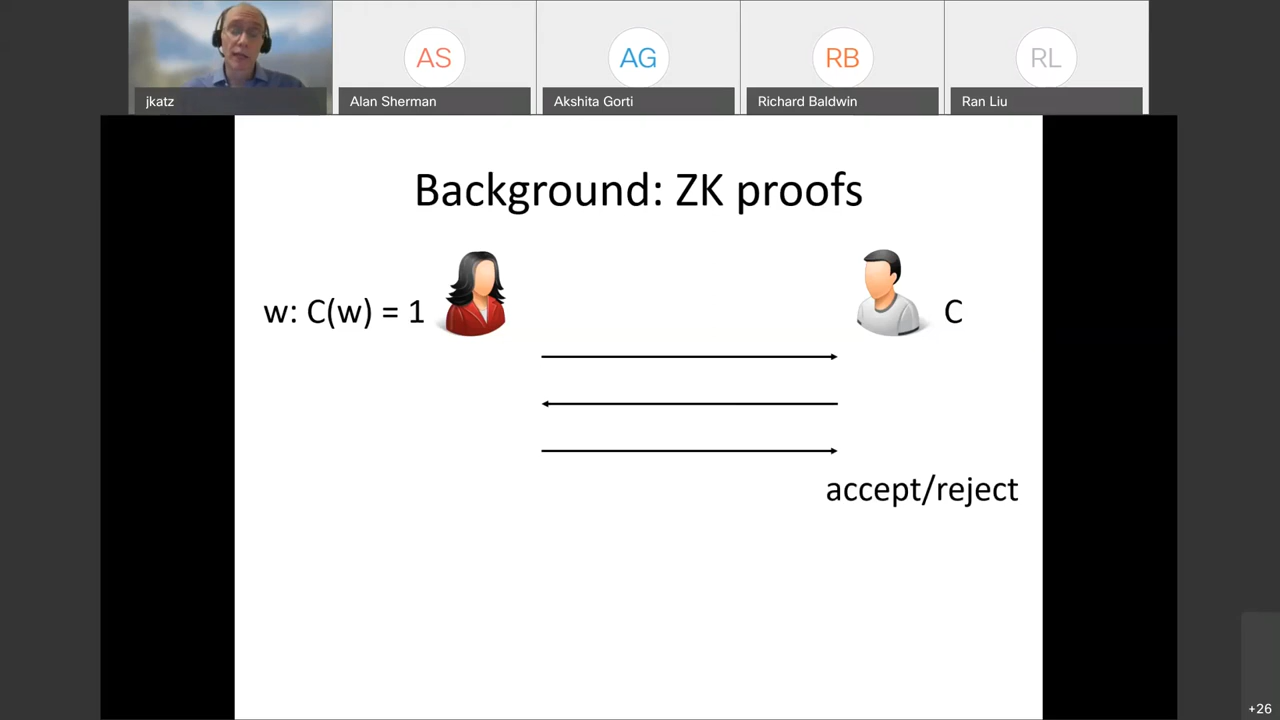 AS
AG
RB
RL
jkatz
Alan Sherman
Akshita Gorti
Richard Baldwin
Ran Liu
Background: ZK proofs
w: C(w) = 1
C
accept/reject
+26